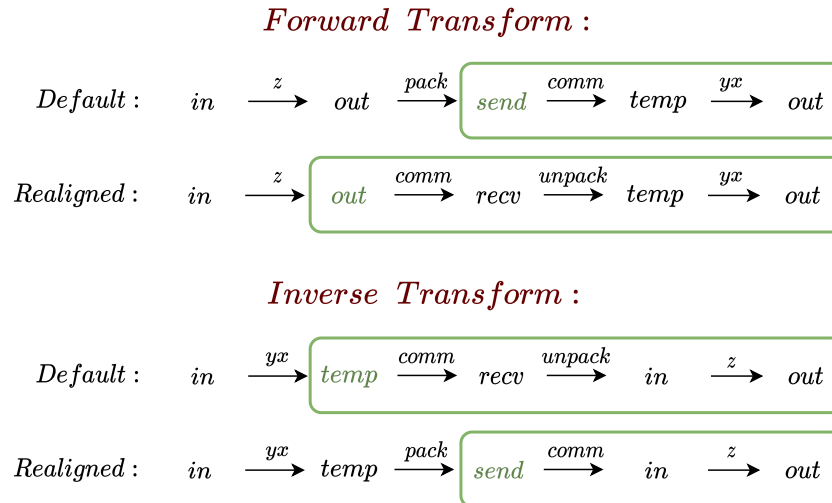 Forward Transform:
z pack comm yx
Default: in out send temp out
z comm unpack yx
Realigned: in out recv temp out
Inverse Transform:
yx comm unpack z
Default: in temp recv in out
yx pack comm z
Realigned: in temp send in out